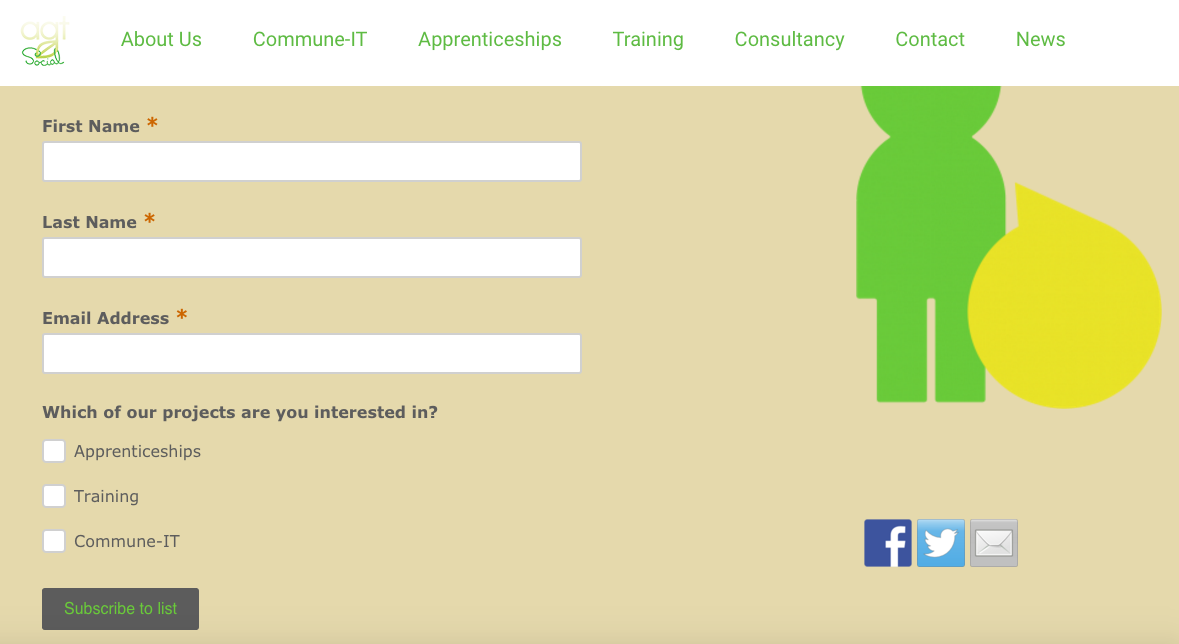 agt
Social
About Us Commune-IT Apprenticeships Training Consultancy Contact News
First Name *
Last Name *
Email Address *
Which of our projects are you interested in?
Apprenticeships
Training
Commune-IT
Subscribe to list